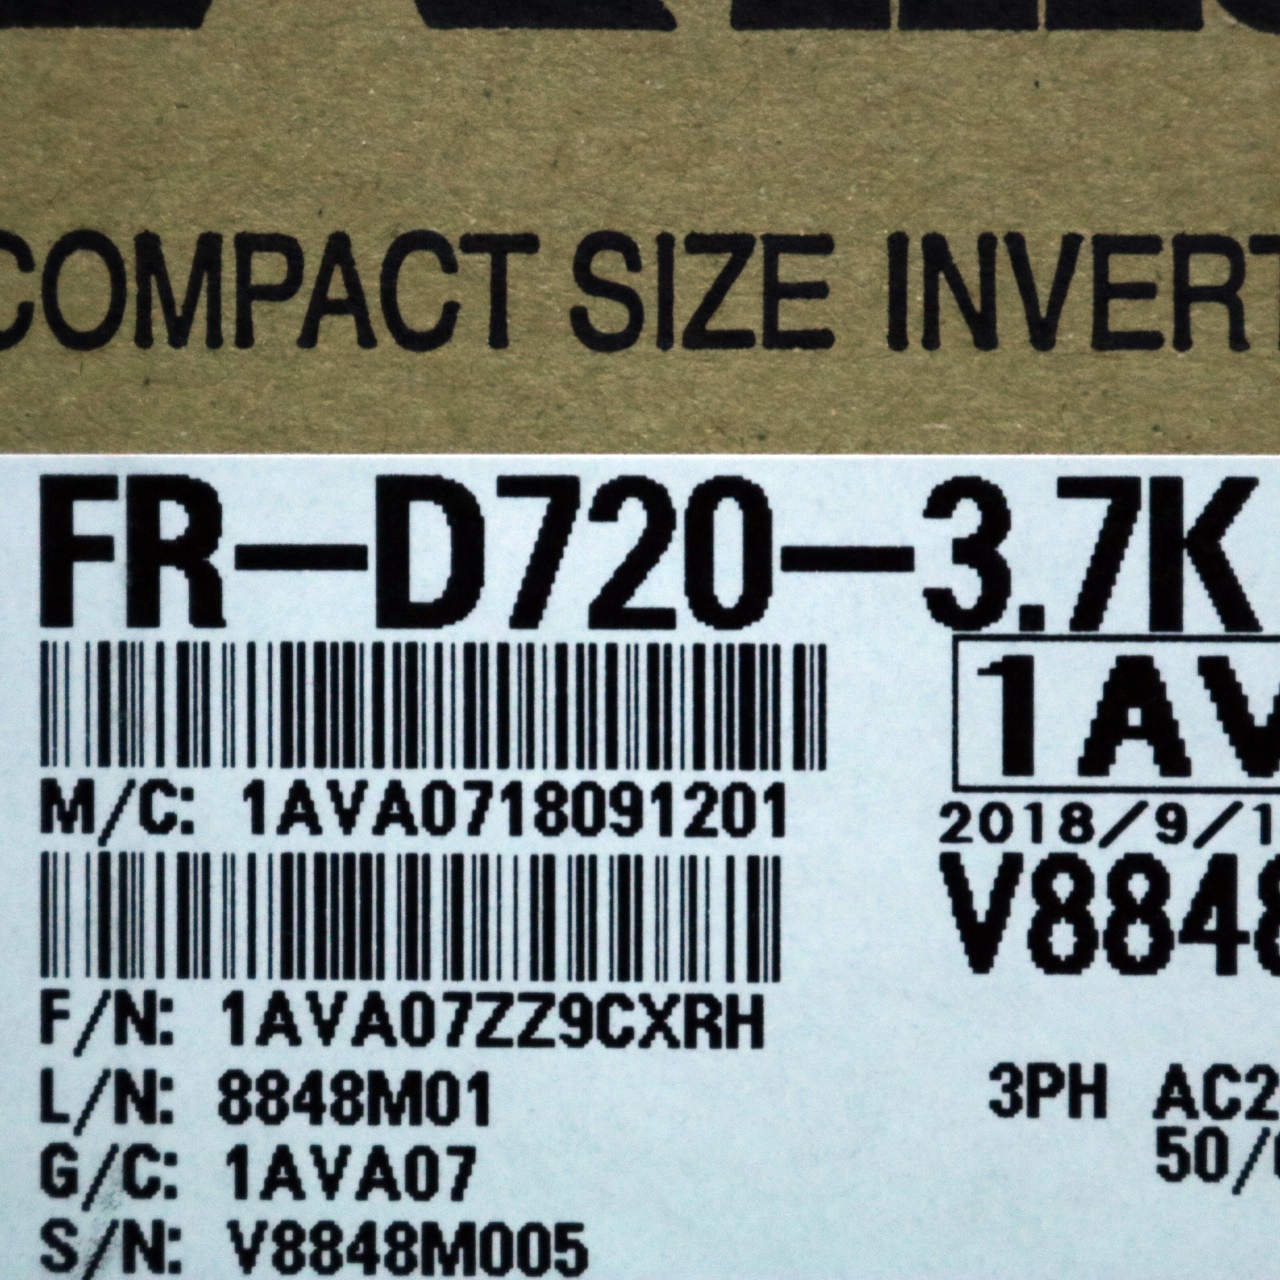 COMPACT SIZE INVERT
FR-D720-3.7K
1AV
M/C: 1AVA0718091201
2018/9/1
V8848
F/N: 1AVA07ZZ9CXRH
L/N: 8848M01
3PH AC2
G/C: 1AVA07
50/
S/N: V8848M005